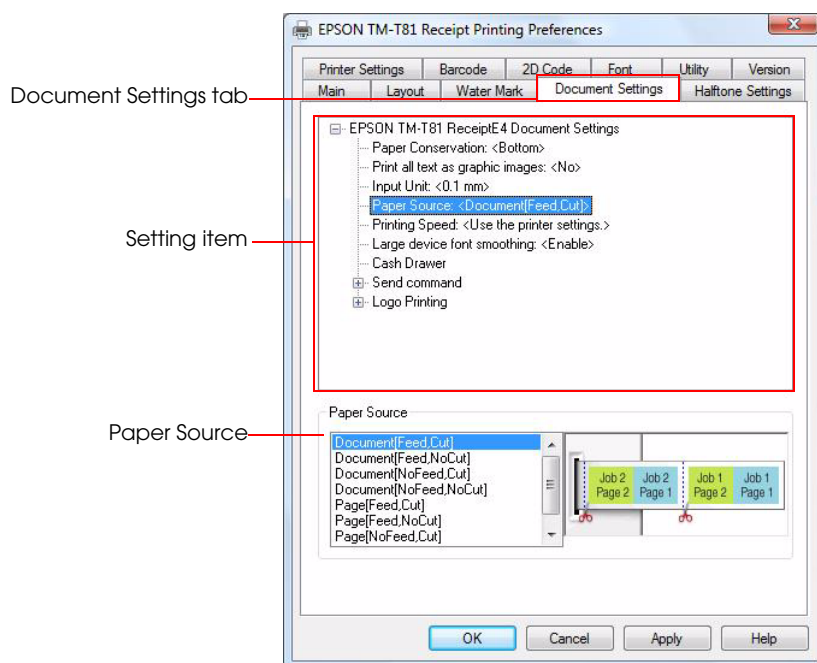 EPSON TM-T81 Receipt Printing Preferences
Printer Settings Barcode 2D Code Font Utility Version
Main Layout Water Mark Document Settings Halftone Settings
Document Settings tab
EPSON TM-T81 ReceiptE4 Document Settings
Paper Conservation: <Bottom>
Print all text as graphic images: <No>
Input Unit: <0.1 mm>
Paper Source: <Document[Feed,Cut]>
Printing Speed: <Use the printer settings.>
Setting item
Large device font smoothing: <Enable>
Cash Drawer
Send command
Logo Printing
Paper Source
Paper Source
Document[Feed,Cut]
Document[Feed,NoCut]
Document[NoFeed,Cut]
Document[NoFeed,NoCut]
Page[Feed,Cut]
Page[Feed,NoCut]
Page[NoFeed,Cut]
Job 2 Job 2 Job 1 Job 1
Page 2 Page 1 Page 2 Page 1
OK Cancel Apply Help